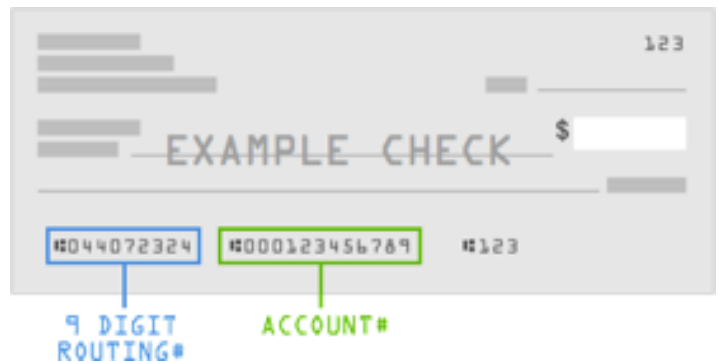 123
$
EXAMPLE CHECK
⑆044072324 ⑆000123456789 ⑆123
9 DIGIT ACCOUNT#
ROUTING#